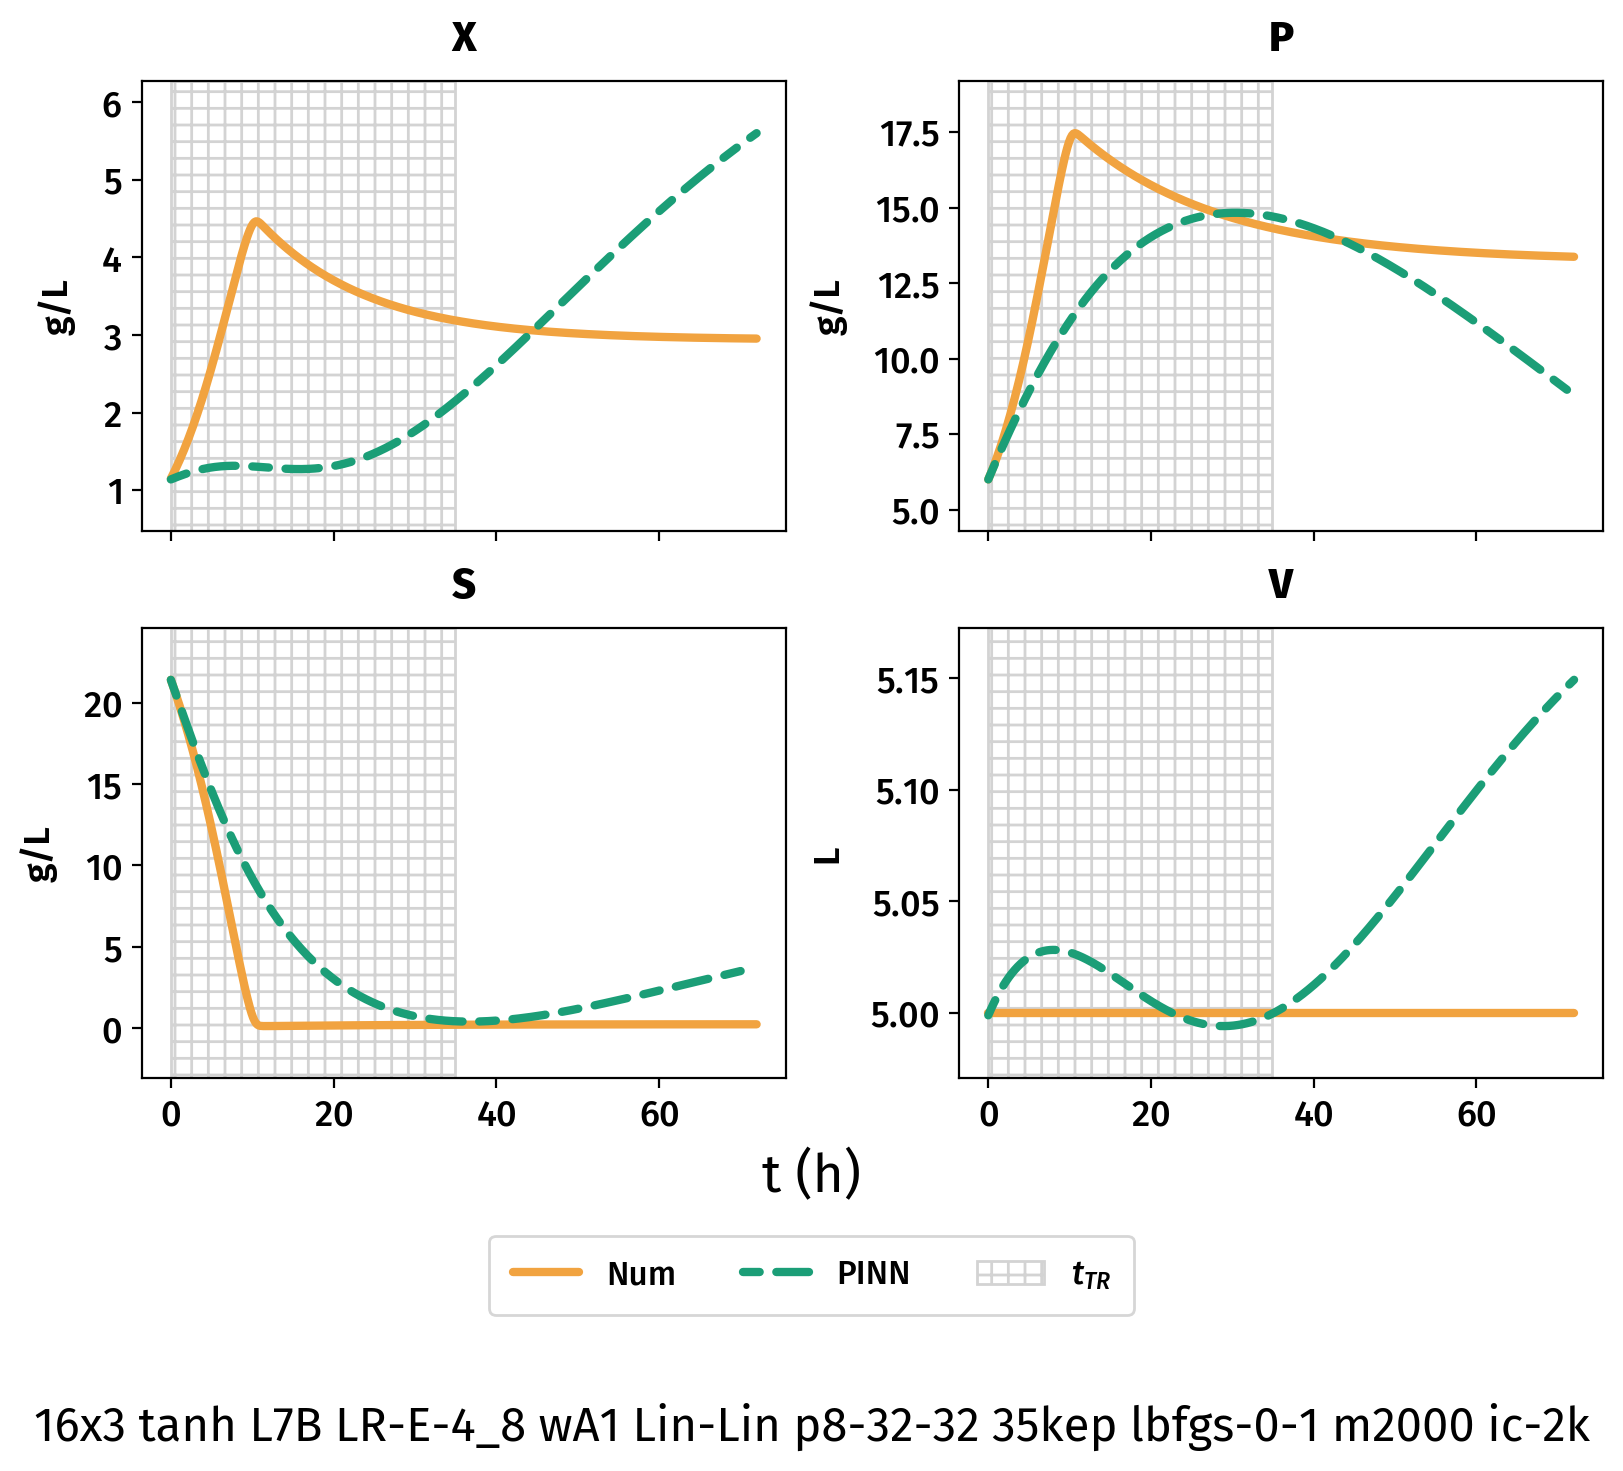 X
P
6
5
4
3
2
1
g/L
17.5
15.0
12.5
10.0
7.5
5.0
g/L
S
V
20
15
10
5
0
g/L
0 20 40 60
5.15
5.10
5.05
5.00
L
0 20 40 60
t (h)
Num PINN t_TR
16x3 tanh L7B LR-E-4_8 wA1 Lin-Lin p8-32-32 35kep lbfgs-0-1 m2000 ic-2k